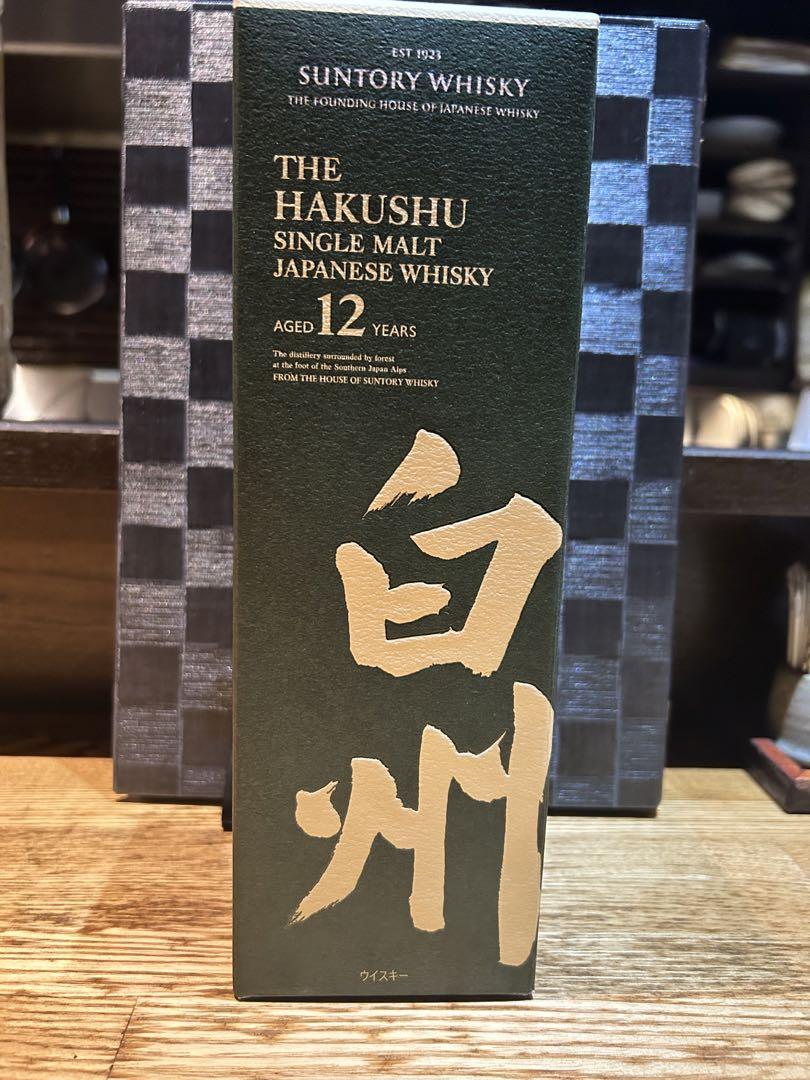 EST 1923
SUNTORY WHISKY
THE FOUNDING HOUSE OF JAPANESE WHISKY
THE
HAKUSHU
SINGLE MALT
JAPANESE WHISKY
AGED 12 YEARS
The distillery surrounded by forest
at the foot of the Southern Japan Alps
FROM THE HOUSE OF SUNTORY WHISKY
白
州
ウイスキー